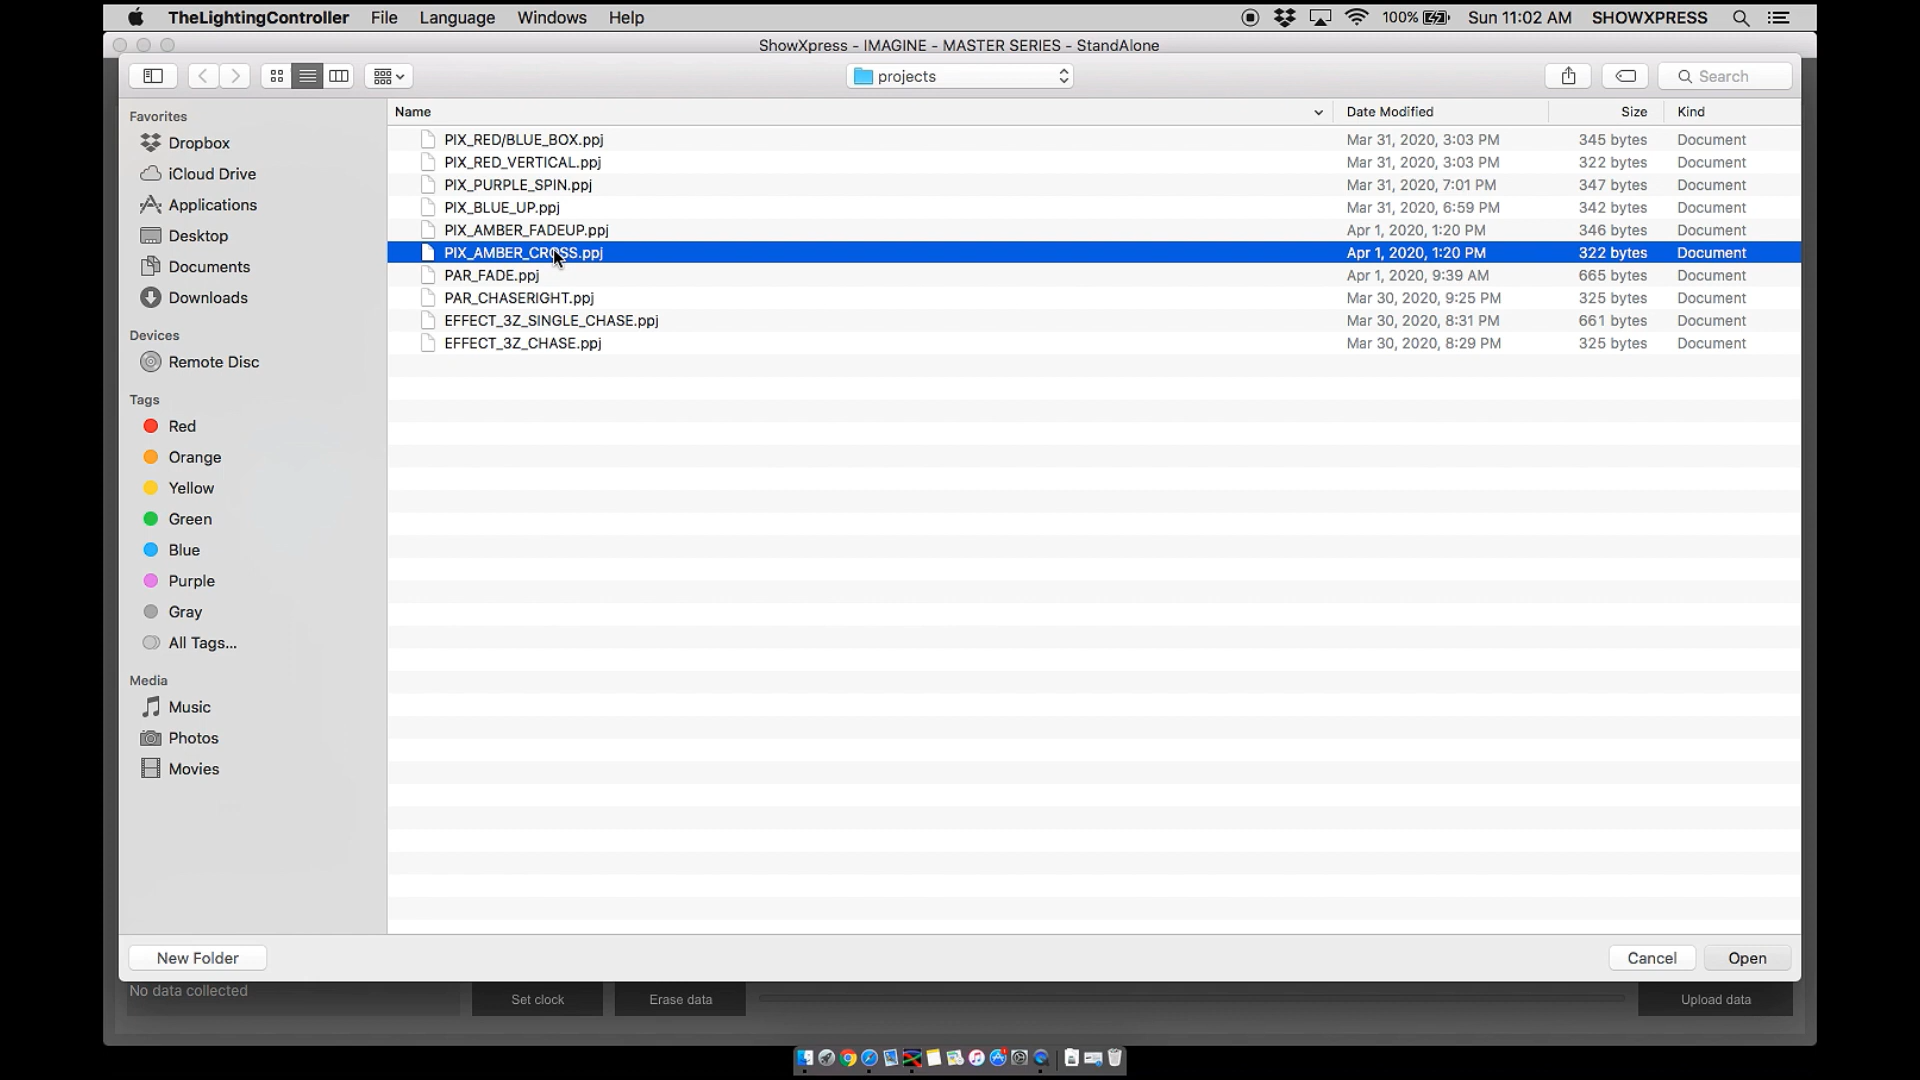 TheLightingController File Language Windows Help 100% Sun 11:02 AM SHOWXPRESS
ShowXpress - IMAGINE - MASTER SERIES - StandAlone
projects Search
Favorites
Dropbox
iCloud Drive
Applications
Desktop
Documents
Downloads
Devices
Remote Disc
Tags
Red
Orange
Yellow
Green
Blue
Purple
Gray
All Tags...
Media
Music
Photos
Movies
Name Date Modified Size Kind
PIX_RED/BLUE_BOX.ppj Mar 31, 2020, 3:03 PM 345 bytes Document
PIX_RED_VERTICAL.ppj Mar 31, 2020, 3:03 PM 322 bytes Document
PIX_PURPLE_SPIN.ppj Mar 31, 2020, 7:01 PM 347 bytes Document
PIX_BLUE_UP.ppj Mar 31, 2020, 6:59 PM 342 bytes Document
PIX_AMBER_FADEUP.ppj Apr 1, 2020, 1:20 PM 346 bytes Document
PIX_AMBER_CROSS.ppj Apr 1, 2020, 1:20 PM 322 bytes Document
PAR_FADE.ppj Apr 1, 2020, 9:39 AM 665 bytes Document
PAR_CHASERIGHT.ppj Mar 30, 2020, 9:25 PM 325 bytes Document
EFFECT_3Z_SINGLE_CHASE.ppj Mar 30, 2020, 8:31 PM 661 bytes Document
EFFECT_3Z_CHASE.ppj Mar 30, 2020, 8:29 PM 325 bytes Document
New Folder Cancel Open
No data collected Set clock Erase data Upload data